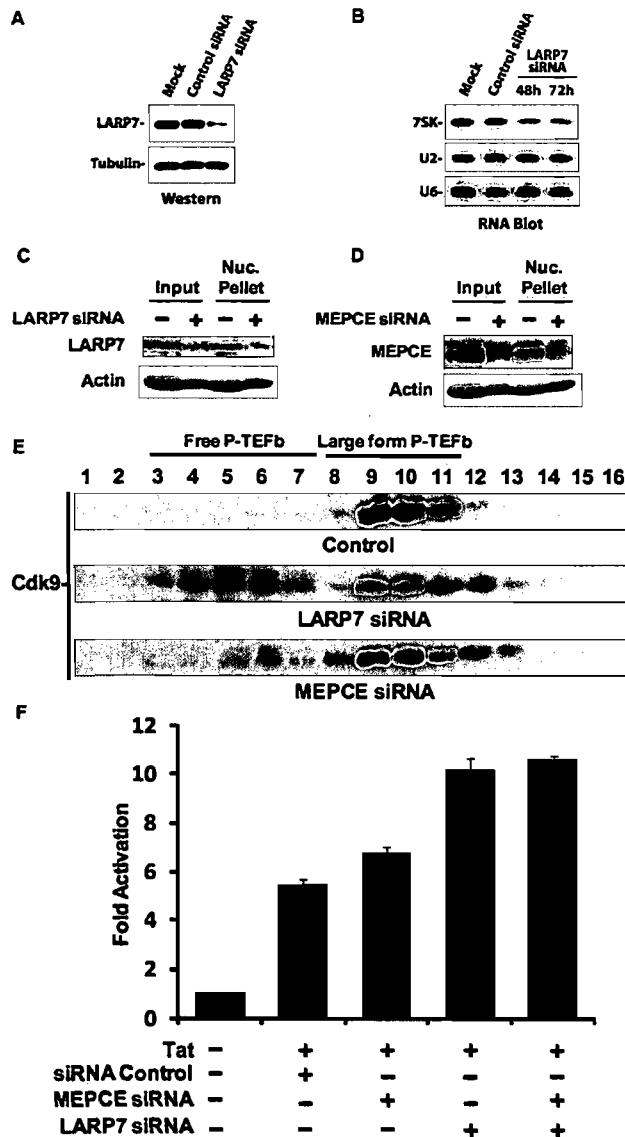 A
Mock
Control siRNA
LARP7 siRNA
LARP7-
Tubulin-
Western
B
Mock
Control siRNA
LARP7
siRNA
48h 72h
7SK-
U2-
U6-
RNA Blot
C
Input
Nuc.
Pellet
LARP7 siRNA - + - +
LARP7
Actin
D
Input
Nuc.
Pellet
MEPCE siRNA - + - +
MEPCE
Actin
E
Free P-TEFb Large form P-TEFb
1 2 3 4 5 6 7 8 9 10 11 12 13 14 15 16
Control
Cdk9-
LARP7 siRNA
MEPCE siRNA
F
Fold Activation
12
10
8
6
4
2
0
Tat - + + + +
siRNA Control - + - - -
MEPCE siRNA - - + - +
LARP7 siRNA - - - + +